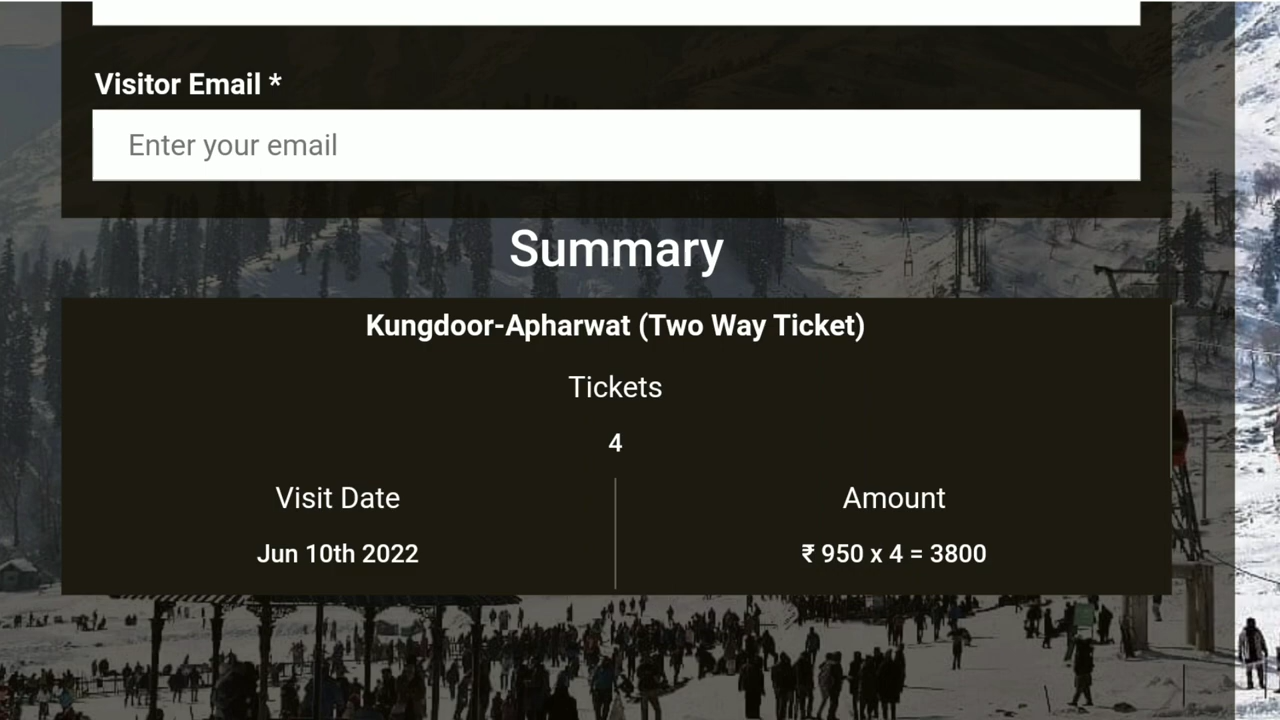 Visitor Email *
Enter your email
Summary
Kungdoor-Apharwat (Two Way Ticket)
Tickets
4
Visit Date
Amount
Jun 10th 2022
₹ 950 x 4 = 3800